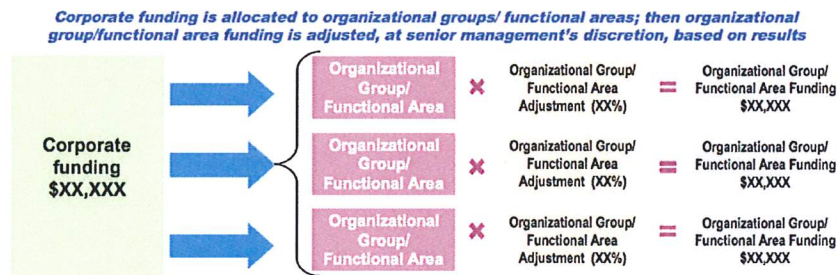 Corporate funding is allocated to organizational groups/ functional areas; then organizational
group/functional area funding is adjusted, at senior management's discretion, based on results
Corporate
funding
$XX,XXX
Organizational
Group/
Functional Area
×
Organizational Group/
Functional Area
Adjustment (XX%)
=
Organizational Group/
Functional Area Funding
$XX,XXX
Organizational
Group/
Functional Area
×
Organizational Group/
Functional Area
Adjustment (XX%)
=
Organizational Group/
Functional Area Funding
$XX,XXX
Organizational
Group/
Functional Area
×
Organizational Group/
Functional Area
Adjustment (XX%)
=
Organizational Group/
Functional Area Funding
$XX,XXX